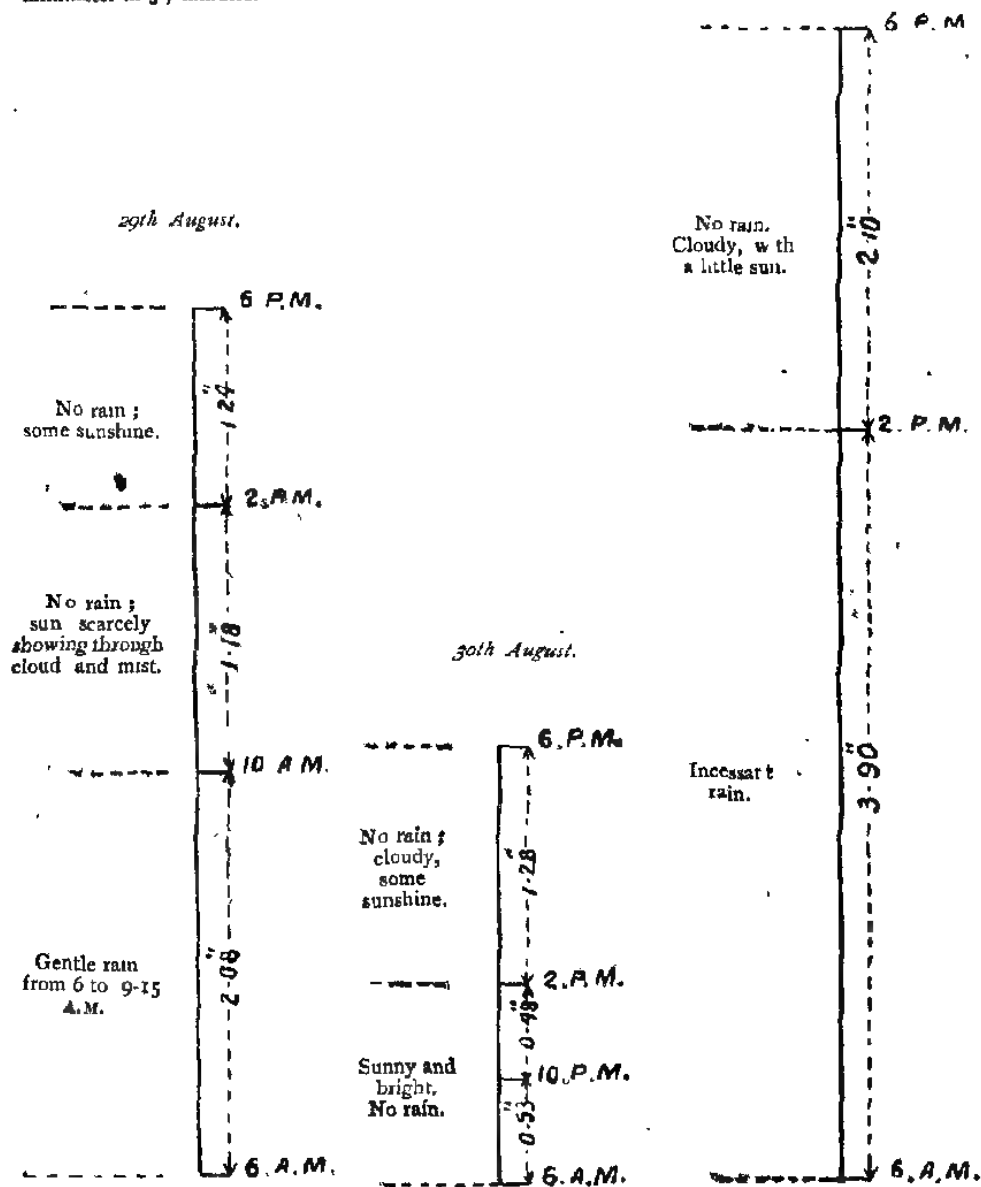 29th August.
6 P.M.
1·24"
No rain ;
some sunshine.
2. A.M.
No rain ;
sun scarcely
showing through
cloud and mist.
1·18"
10 A M.
Gentle rain
from 6 to 9-15
A.M.
2·08"
6. A.M.
30th August.
6. P.M.
No rain ;
cloudy,
some
sunshine.
1·28"
2. P.M.
0·48"
10. P.M.
Sunny and
bright.
No rain.
0·53"
6. A.M.
6 P.M
No rain.
Cloudy, w th
a little sun.
2·10"
2. P.M.
Incessart
rain.
3·90"
6. A.M.